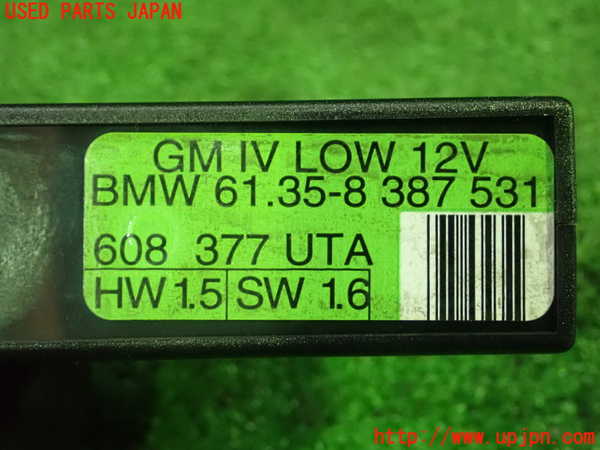 USED PARTS JAPAN
GM IV LOW 12V
BMW 61.35-8 387 531
608 377 UTA
HW 1.5 SW 1.6
http://www.upjpn.com/